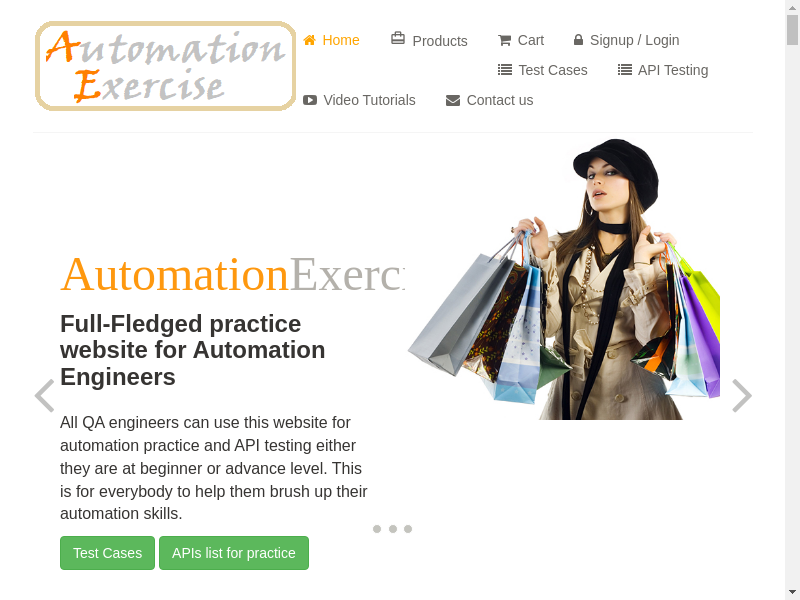 Automation
Exercise
Home
Products
Cart
Signup / Login
Test Cases
API Testing
Video Tutorials
Contact us
AutomationExerci
Full-Fledged practice
website for Automation
Engineers
All QA engineers can use this website for
automation practice and API testing either
they are at beginner or advance level. This
is for everybody to help them brush up their
automation skills.
Test Cases
APIs list for practice